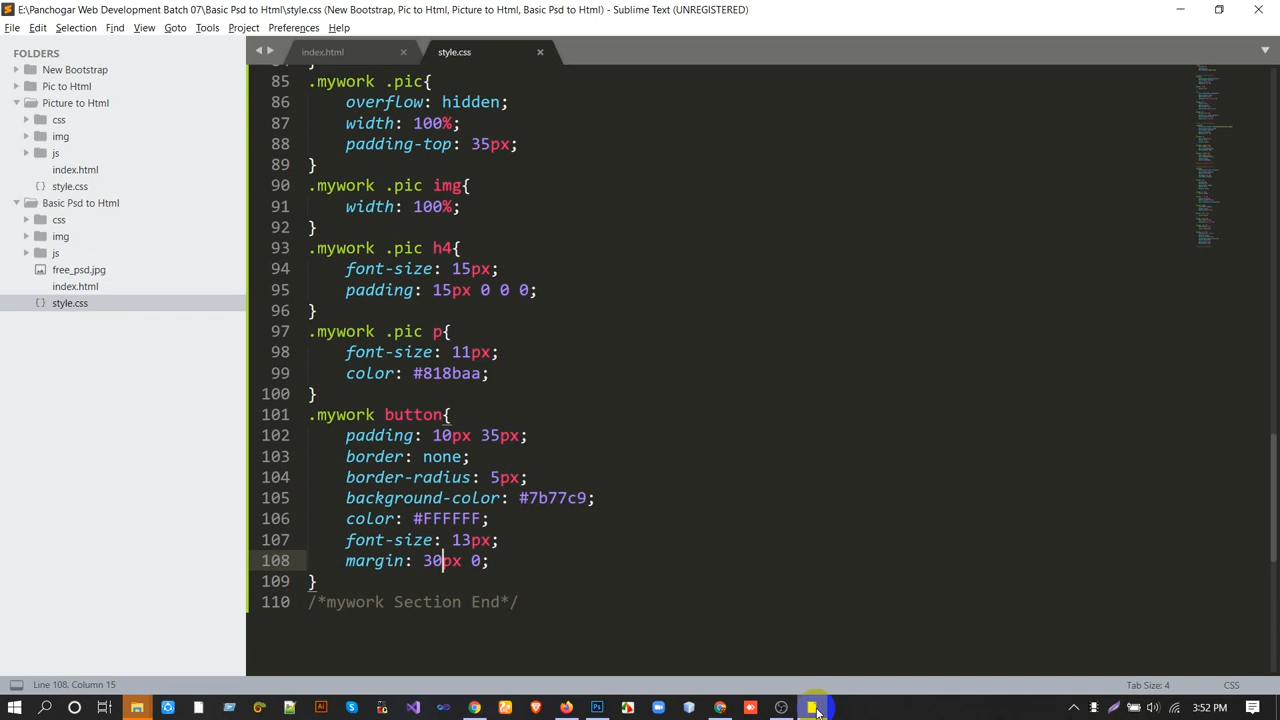 E:\Panchogar Web Development Batch 07\Basic Psd to Html\style.css (New Bootstrap, Pic to Html, Picture to Html, Basic Psd to Html) - Sublime Text (UNREGISTERED)
File Edit Selection Find View Goto Tools Project Preferences Help
FOLDERS
New Bootstrap
Pic to Html
Picture to Html
css
img
js
index.html
{} style.css
Basic Psd to Html
css
img
js
free_psd.jpg
index.html
{} style.css
index.html
style.css
85 .mywork .pic{
86 overflow: hidden;
87 width: 100%;
88 padding-top: 35px;
89 }
90 .mywork .pic img{
91 width: 100%;
92 }
93 .mywork .pic h4{
94 font-size: 15px;
95 padding: 15px 0 0 0;
96 }
97 .mywork .pic p{
98 font-size: 11px;
99 color: #818baa;
100 }
101 .mywork button{
102 padding: 10px 35px;
103 border: none;
104 border-radius: 5px;
105 background-color: #7b77c9;
106 color: #FFFFFF;
107 font-size: 13px;
108 margin: 30px 0;
109 }
110 /*mywork Section End*/
Line 108, Column 15
Tab Size: 4
CSS
3:52 PM